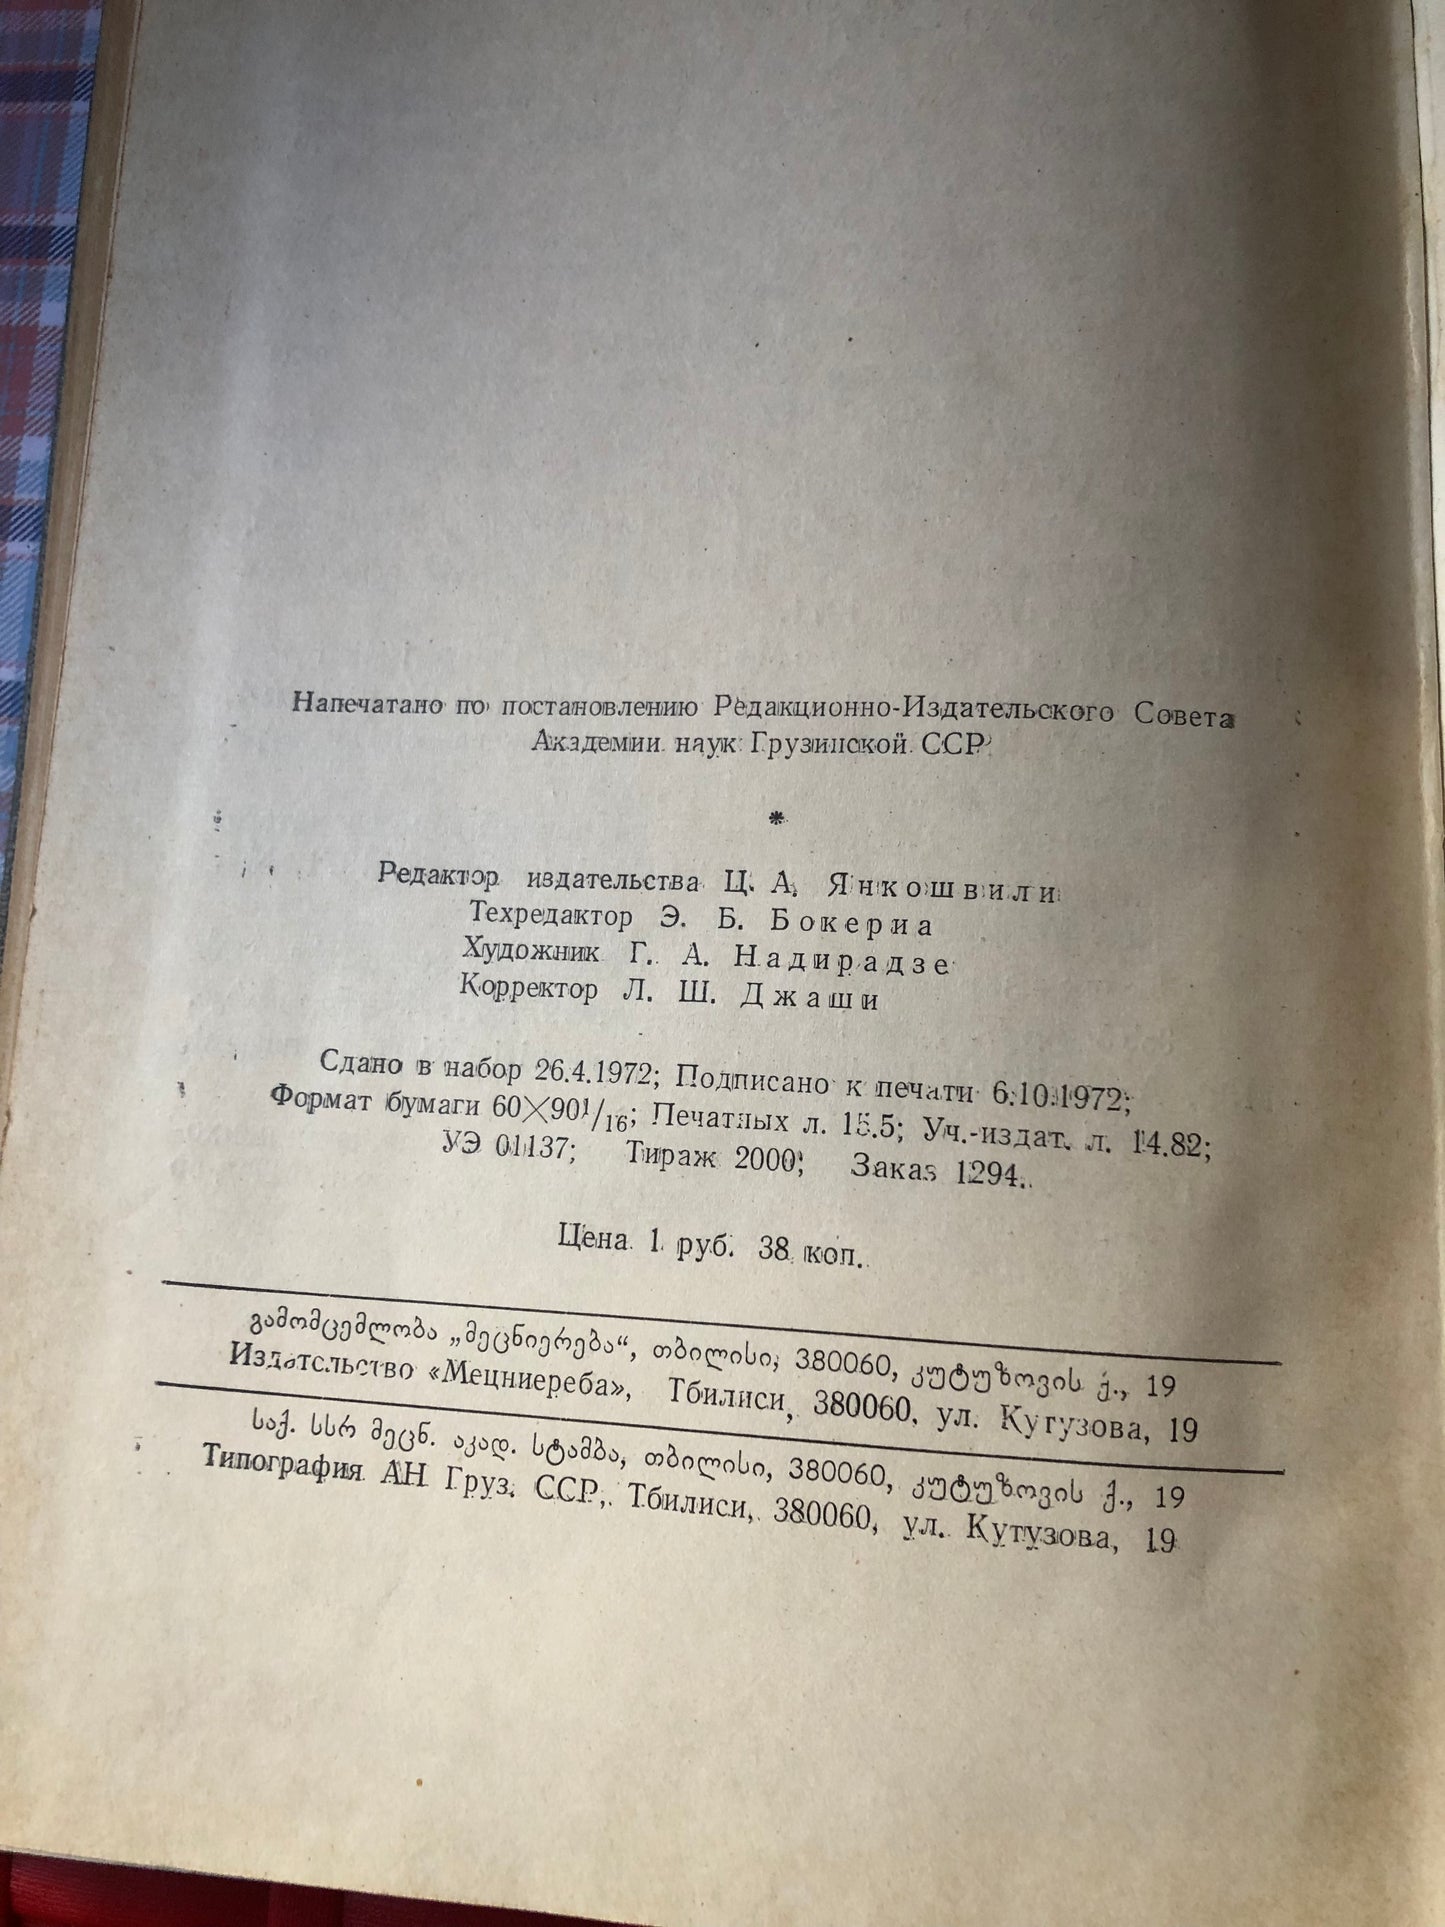 Напечатано по постановлению Редакционно-Издательского Совета
Академии наук Грузинской ССР
*
Редактор издательства Ц. А. Янкошвили
Техредактор Э. Б. Бокериа
Художник Г. А. Надирадзе
Корректор Л. Ш. Джаши
Сдано в набор 26.4.1972; Подписано к печати 6.10.1972;
Формат бумаги 60×90 1/16; Печатных л. 15.5; Уч.-издат. л. 14.82;
УЭ 01137; Тираж 2000; Заказ 1294.
Цена 1 руб. 38 коп.
გამომცემლობა „მეცნიერება“, თბილისი, 380060, კუტუზოვის ქ., 19
Издательство «Мецниереба», Тбилиси, 380060, ул. Кутузова, 19
საქ. სსრ მეცნ. აკად. სტამბა, თბილისი, 380060, კუტუზოვის ქ., 19
Типография АН Груз. ССР, Тбилиси, 380060, ул. Кутузова, 19